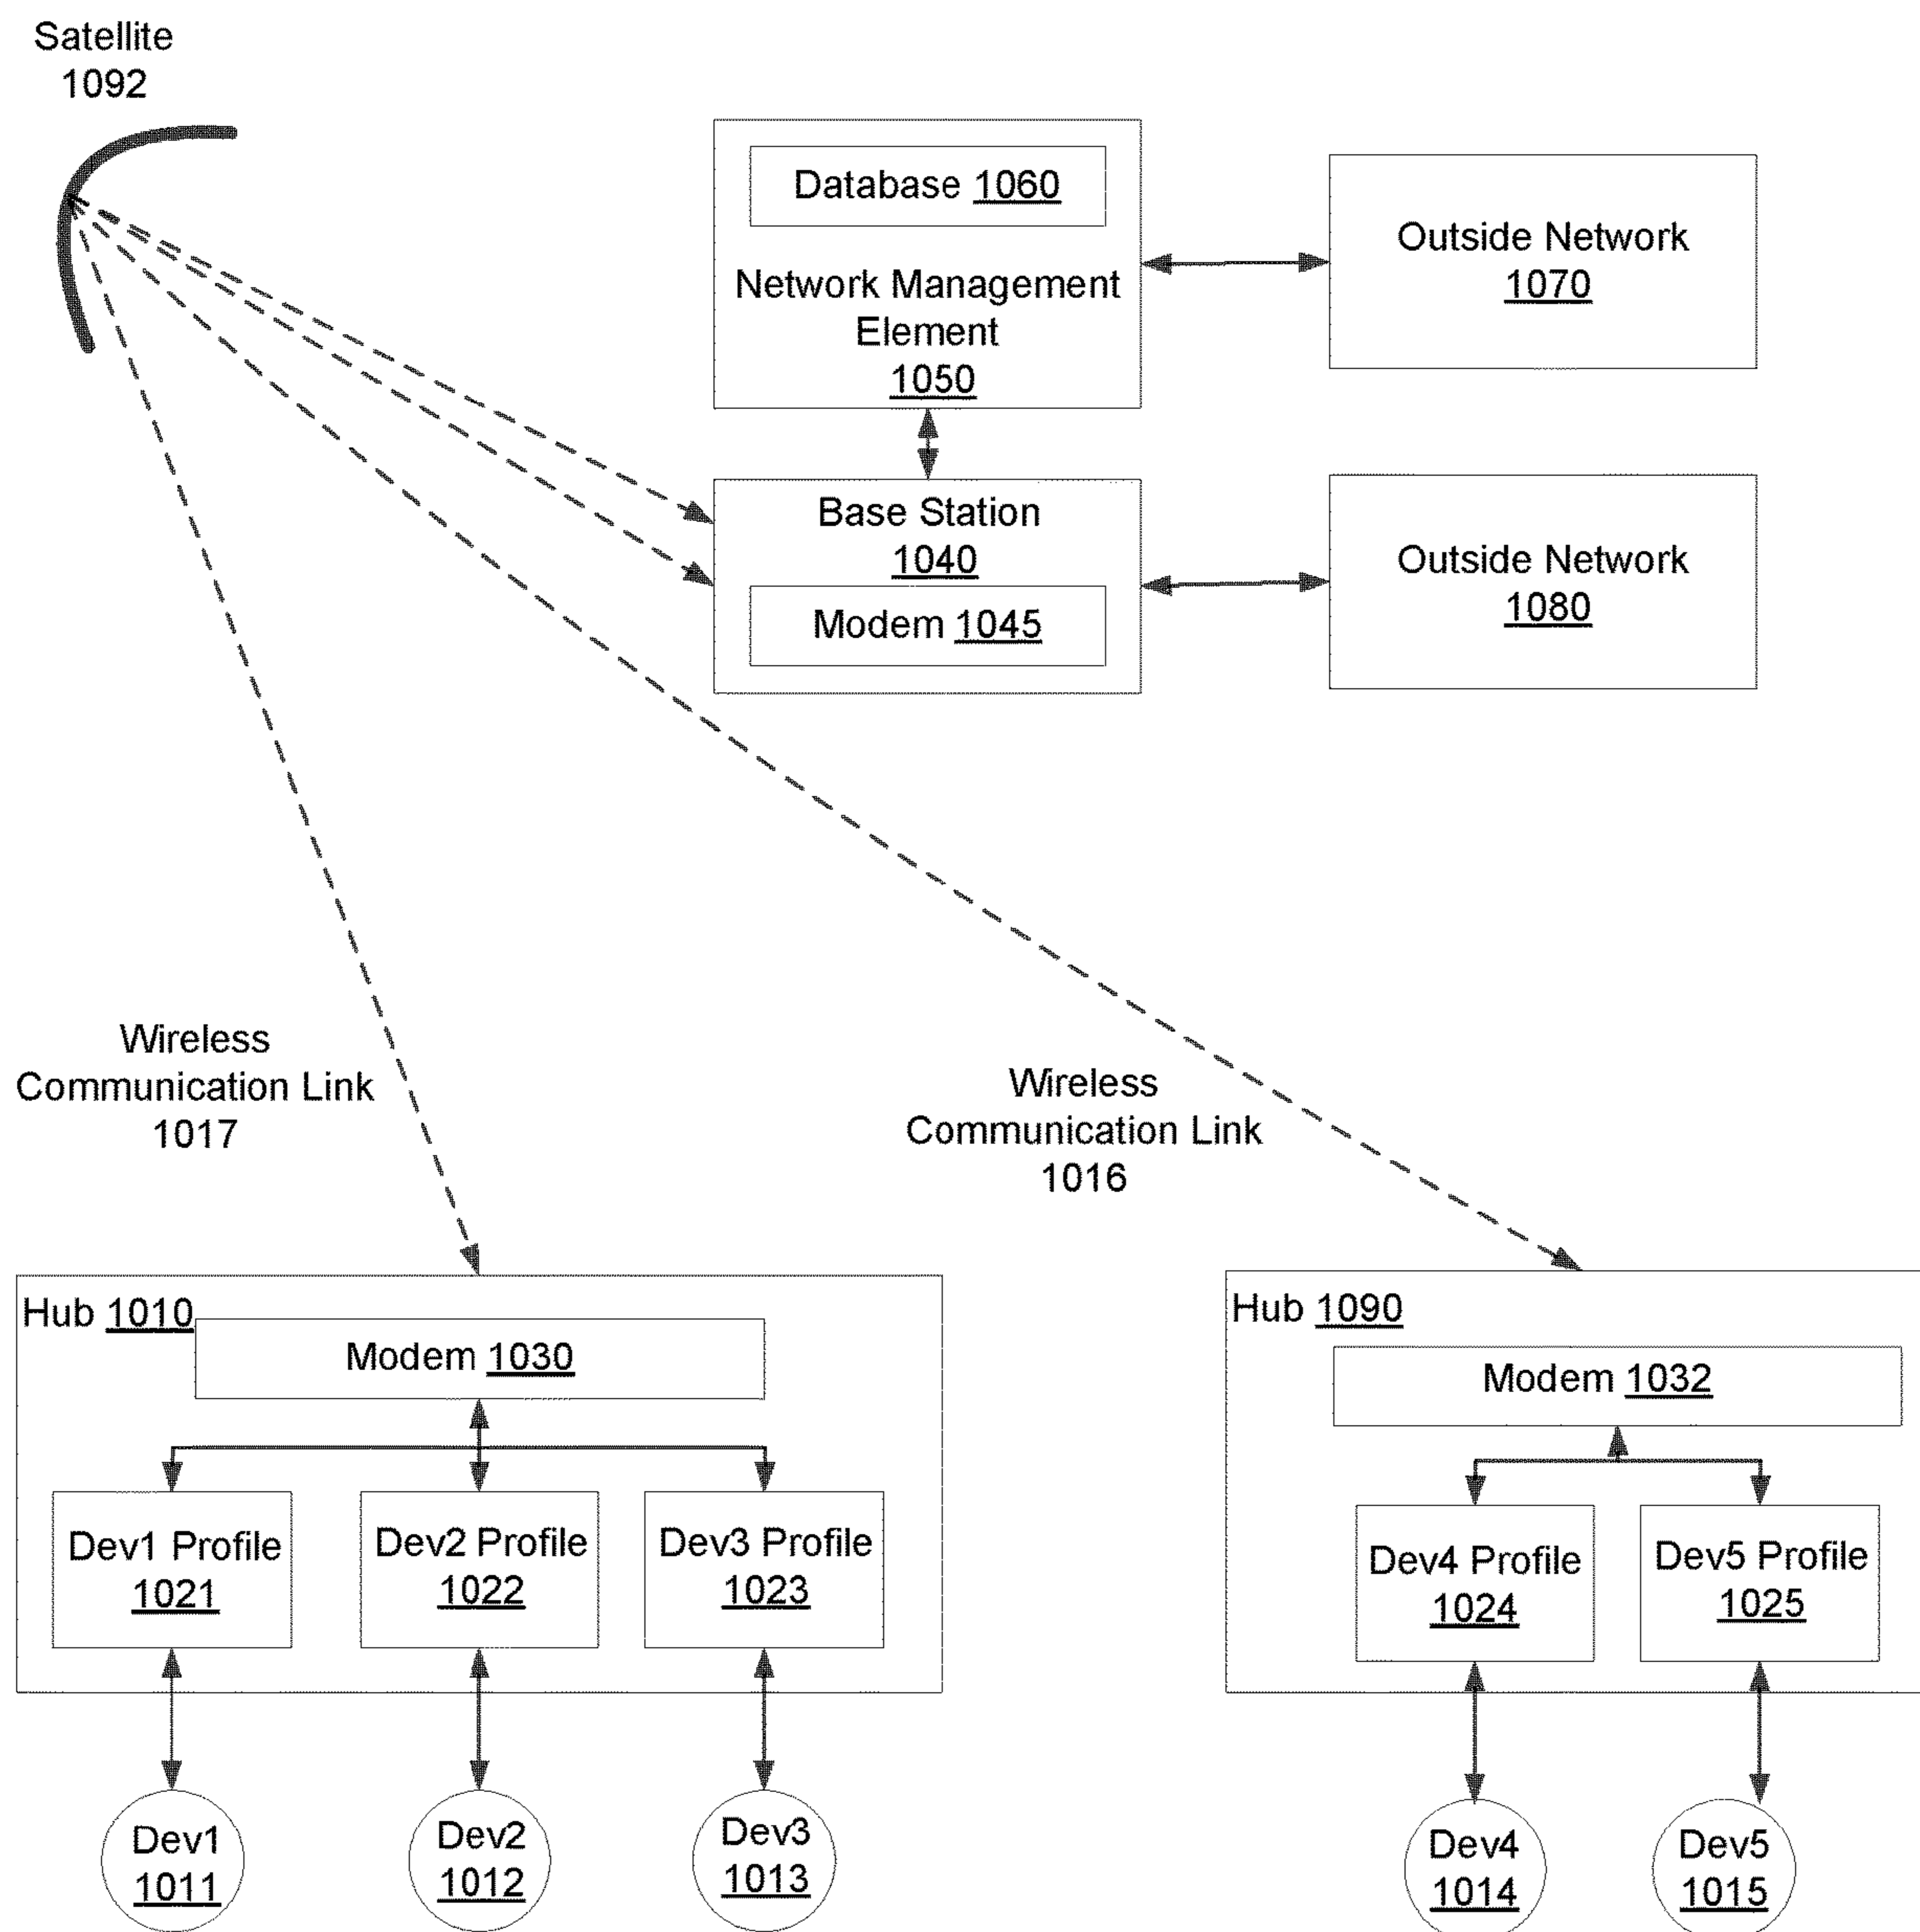 Satellite
1092
Database 1060
Network Management
Element
1050
Outside Network
1070
Base Station
1040
Modem 1045
Outside Network
1080
Wireless
Communication Link
1017
Wireless
Communication Link
1016
Hub 1010
Modem 1030
Dev1 Profile
1021
Dev2 Profile
1022
Dev3 Profile
1023
Dev1
1011
Dev2
1012
Dev3
1013
Hub 1090
Modem 1032
Dev4 Profile
1024
Dev5 Profile
1025
Dev4
1014
Dev5
1015